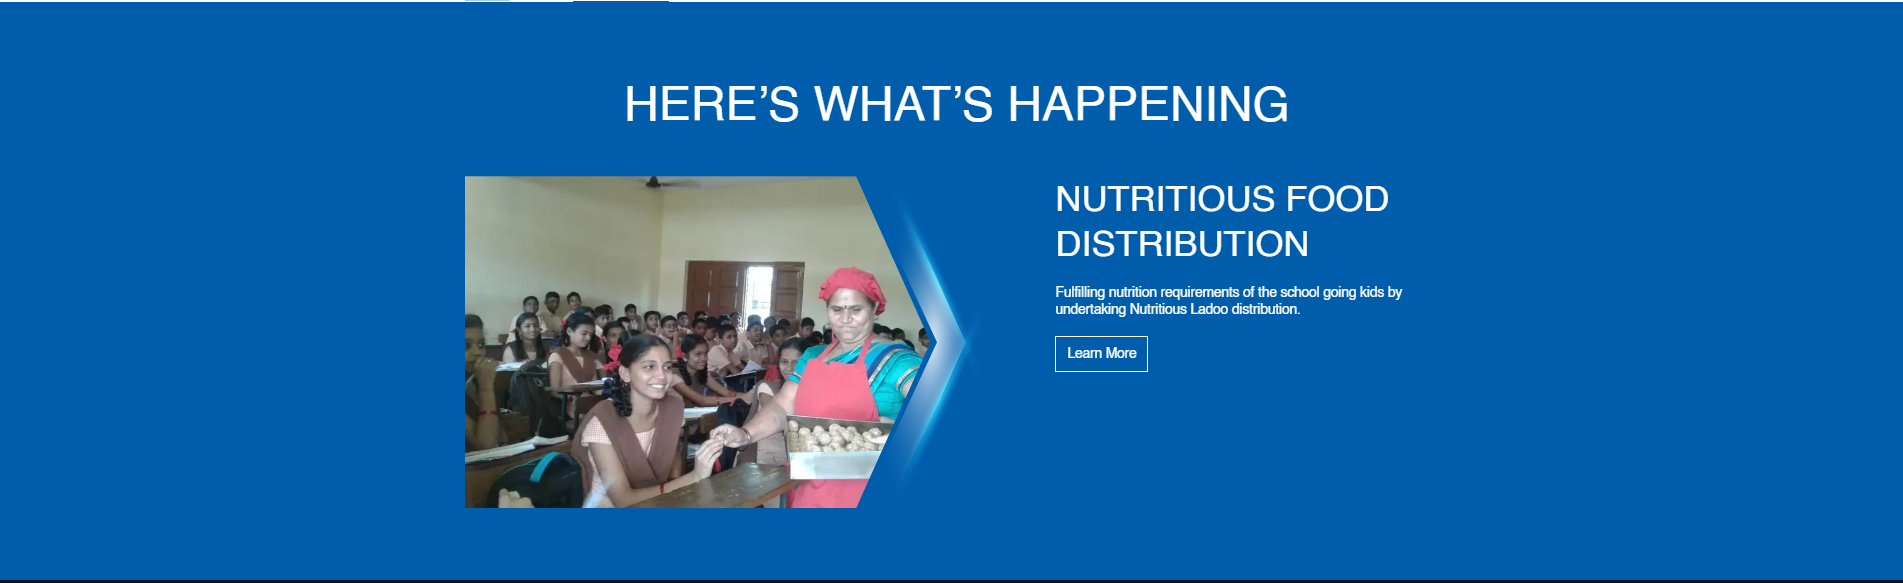 HERE’S WHAT’S HAPPENING
NUTRITIOUS FOOD
DISTRIBUTION
Fulfilling nutrition requirements of the school going kids by
undertaking Nutritious Ladoo distribution.
Learn More